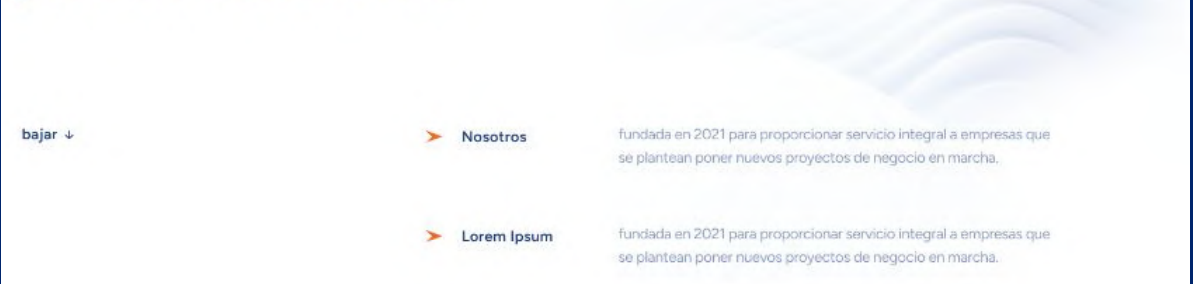 bajar ↓
Nosotros
fundada en 2021 para proporcionar servicio integral a empresas que
se plantean poner nuevos proyectos de negocio en marcha.
Lorem Ipsum
fundada en 2021 para proporcionar servicio integral a empresas que
se plantean poner nuevos proyectos de negocio en marcha.